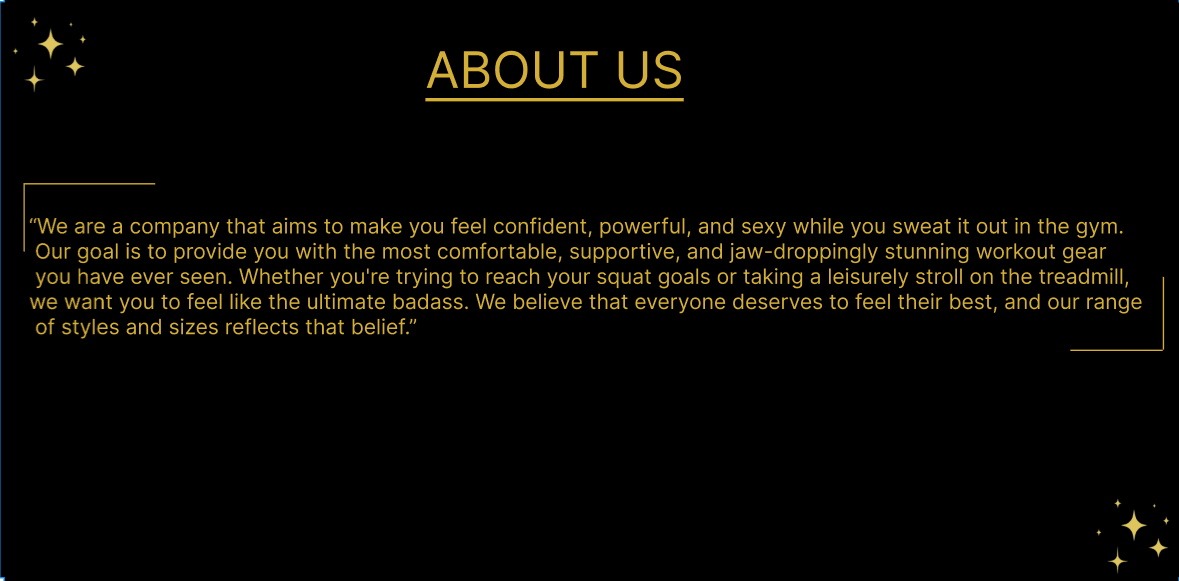 ABOUT US
“We are a company that aims to make you feel confident, powerful, and sexy while you sweat it out in the gym.
Our goal is to provide you with the most comfortable, supportive, and jaw-droppingly stunning workout gear
you have ever seen. Whether you're trying to reach your squat goals or taking a leisurely stroll on the treadmill,
we want you to feel like the ultimate badass. We believe that everyone deserves to feel their best, and our range
of styles and sizes reflects that belief.”